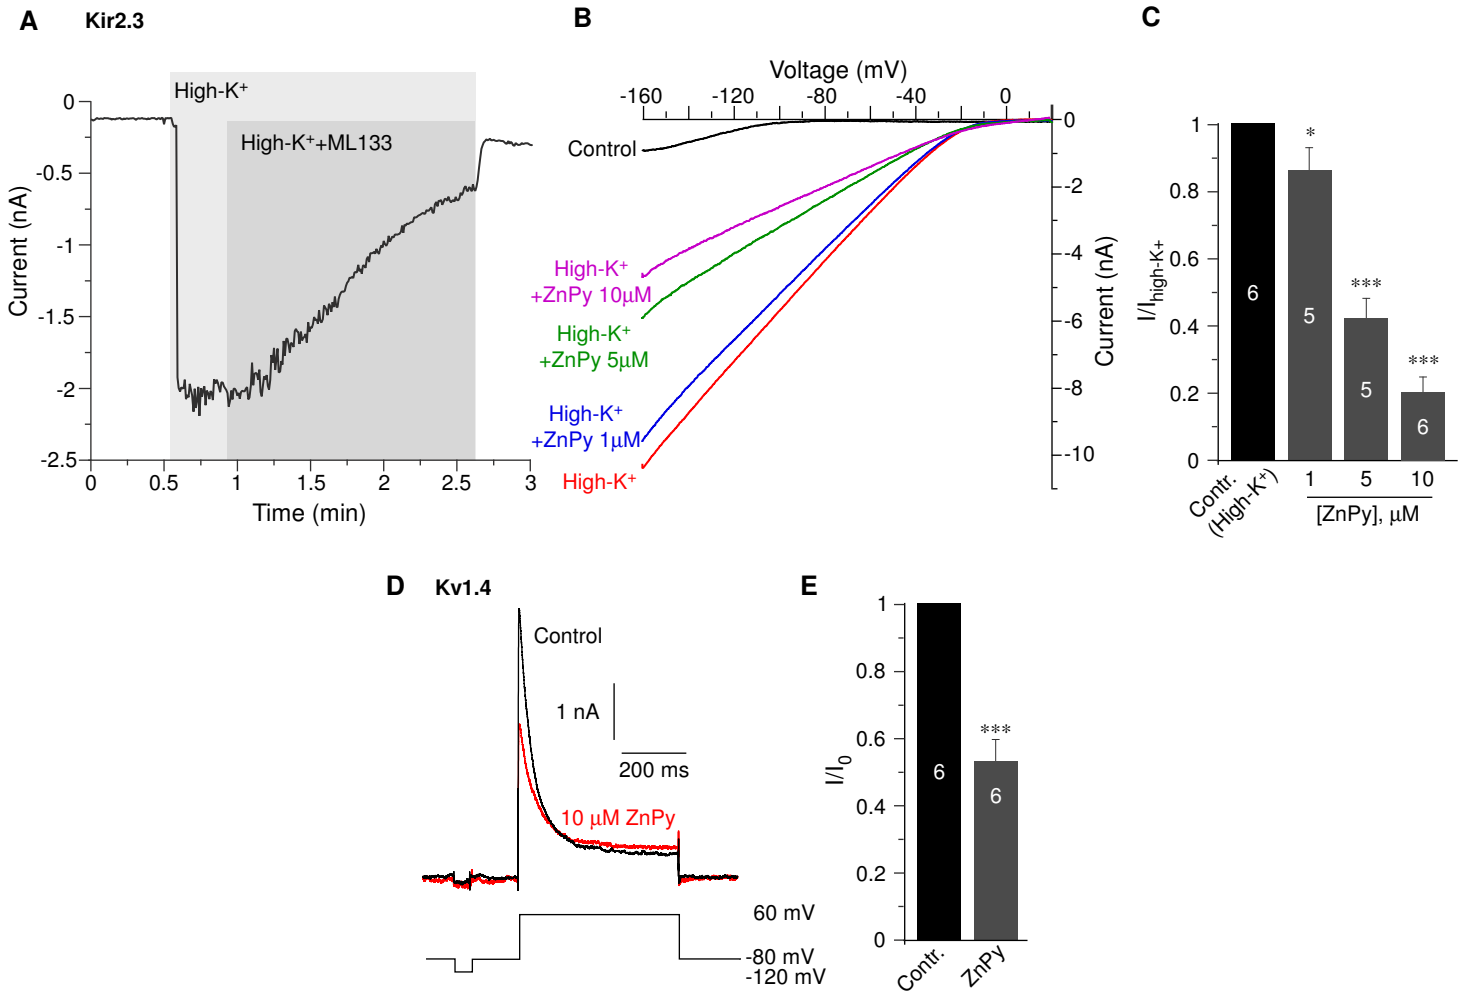 A
Kir2.3
High-K+
High-K++ML133
0
-0.5
-1
-1.5
-2
-2.5
Current (nA)
0
0.5
1
1.5
2
2.5
3
Time (min)
B
Voltage (mV)
-160
-120
-80
-40
0
Control
High-K+
+ZnPy 10μM
High-K+
+ZnPy 5μM
High-K+
+ZnPy 1μM
High-K+
0
-2
-4
-6
-8
-10
Current (nA)
C
1
0.8
0.6
0.4
0.2
0
I/Ihigh-K+
*
***
***
6
5
5
6
Contr.
(High-K+)
1
5
10
[ZnPy], μM
D
Kv1.4
Control
1 nA
200 ms
10 μM ZnPy
60 mV
-80 mV
-120 mV
E
1
0.8
0.6
0.4
0.2
0
I/I0
***
6
6
Contr.
ZnPy